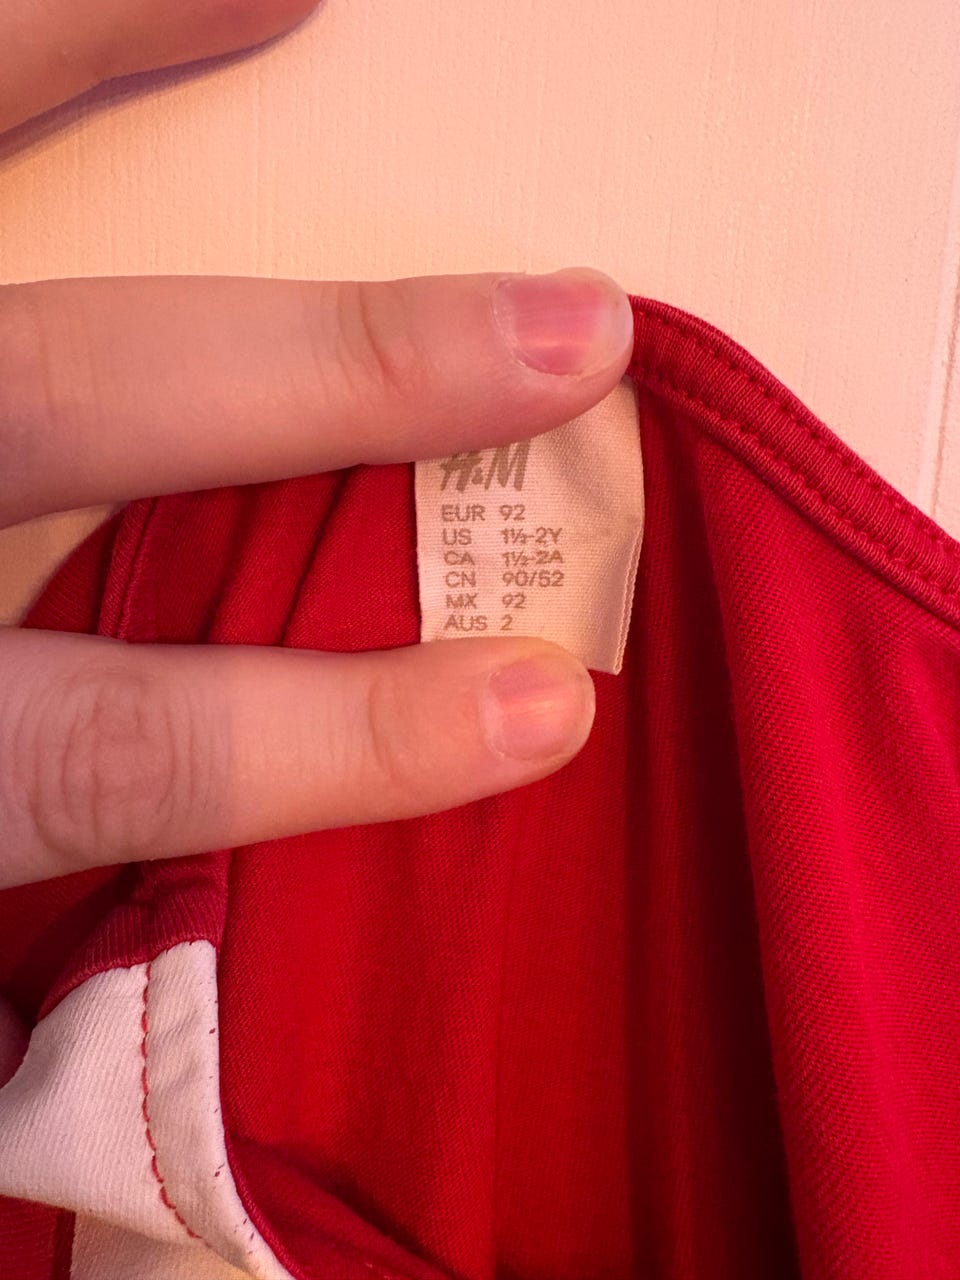 H&M
EUR 92
US 1½-2Y
CA 1½-2A
CN 90/52
MX 92
AUS 2